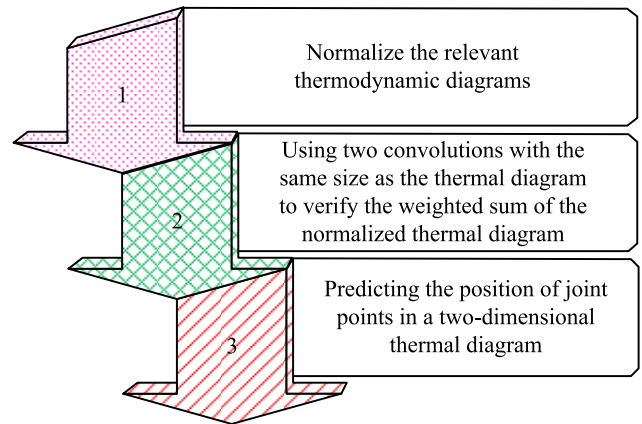 1
Normalize the relevant
thermodynamic diagrams
2
Using two convolutions with the
same size as the thermal diagram
to verify the weighted sum of the
normalized thermal diagram
3
Predicting the position of joint
points in a two-dimensional
thermal diagram